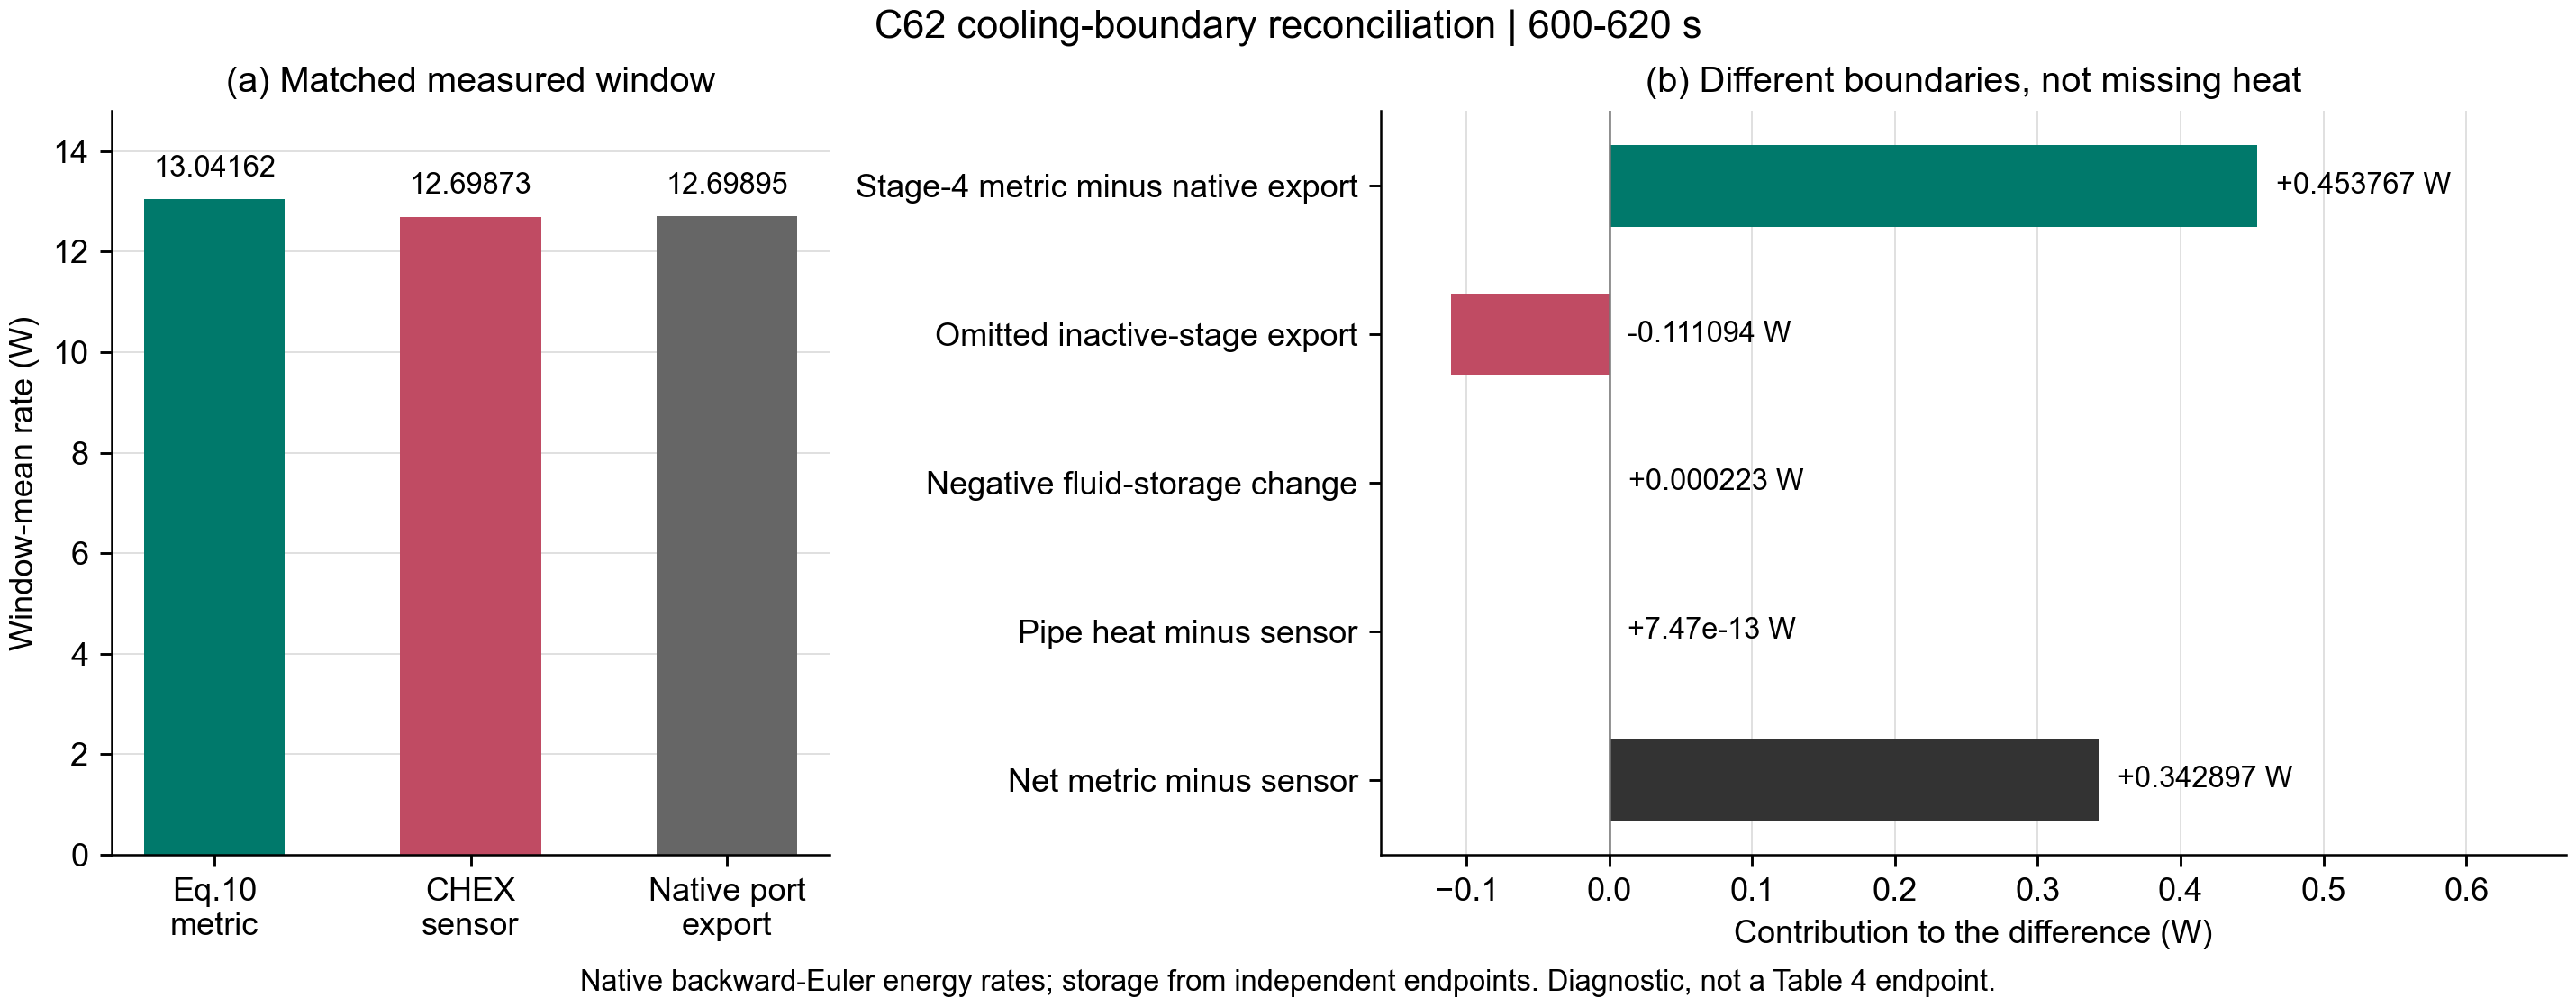 C62 cooling-boundary reconciliation | 600-620 s
(a) Matched measured window
Window-mean rate (W)
14
12
10
8
6
4
2
0
13.04162
12.69873
12.69895
Eq.10
metric
CHEX
sensor
Native port
export
(b) Different boundaries, not missing heat
Stage-4 metric minus native export
+0.453767 W
Omitted inactive-stage export
-0.111094 W
Negative fluid-storage change
+0.000223 W
Pipe heat minus sensor
+7.47e-13 W
Net metric minus sensor
+0.342897 W
−0.1
0.0
0.1
0.2
0.3
0.4
0.5
0.6
Contribution to the difference (W)
Native backward-Euler energy rates; storage from independent endpoints. Diagnostic, not a Table 4 endpoint.